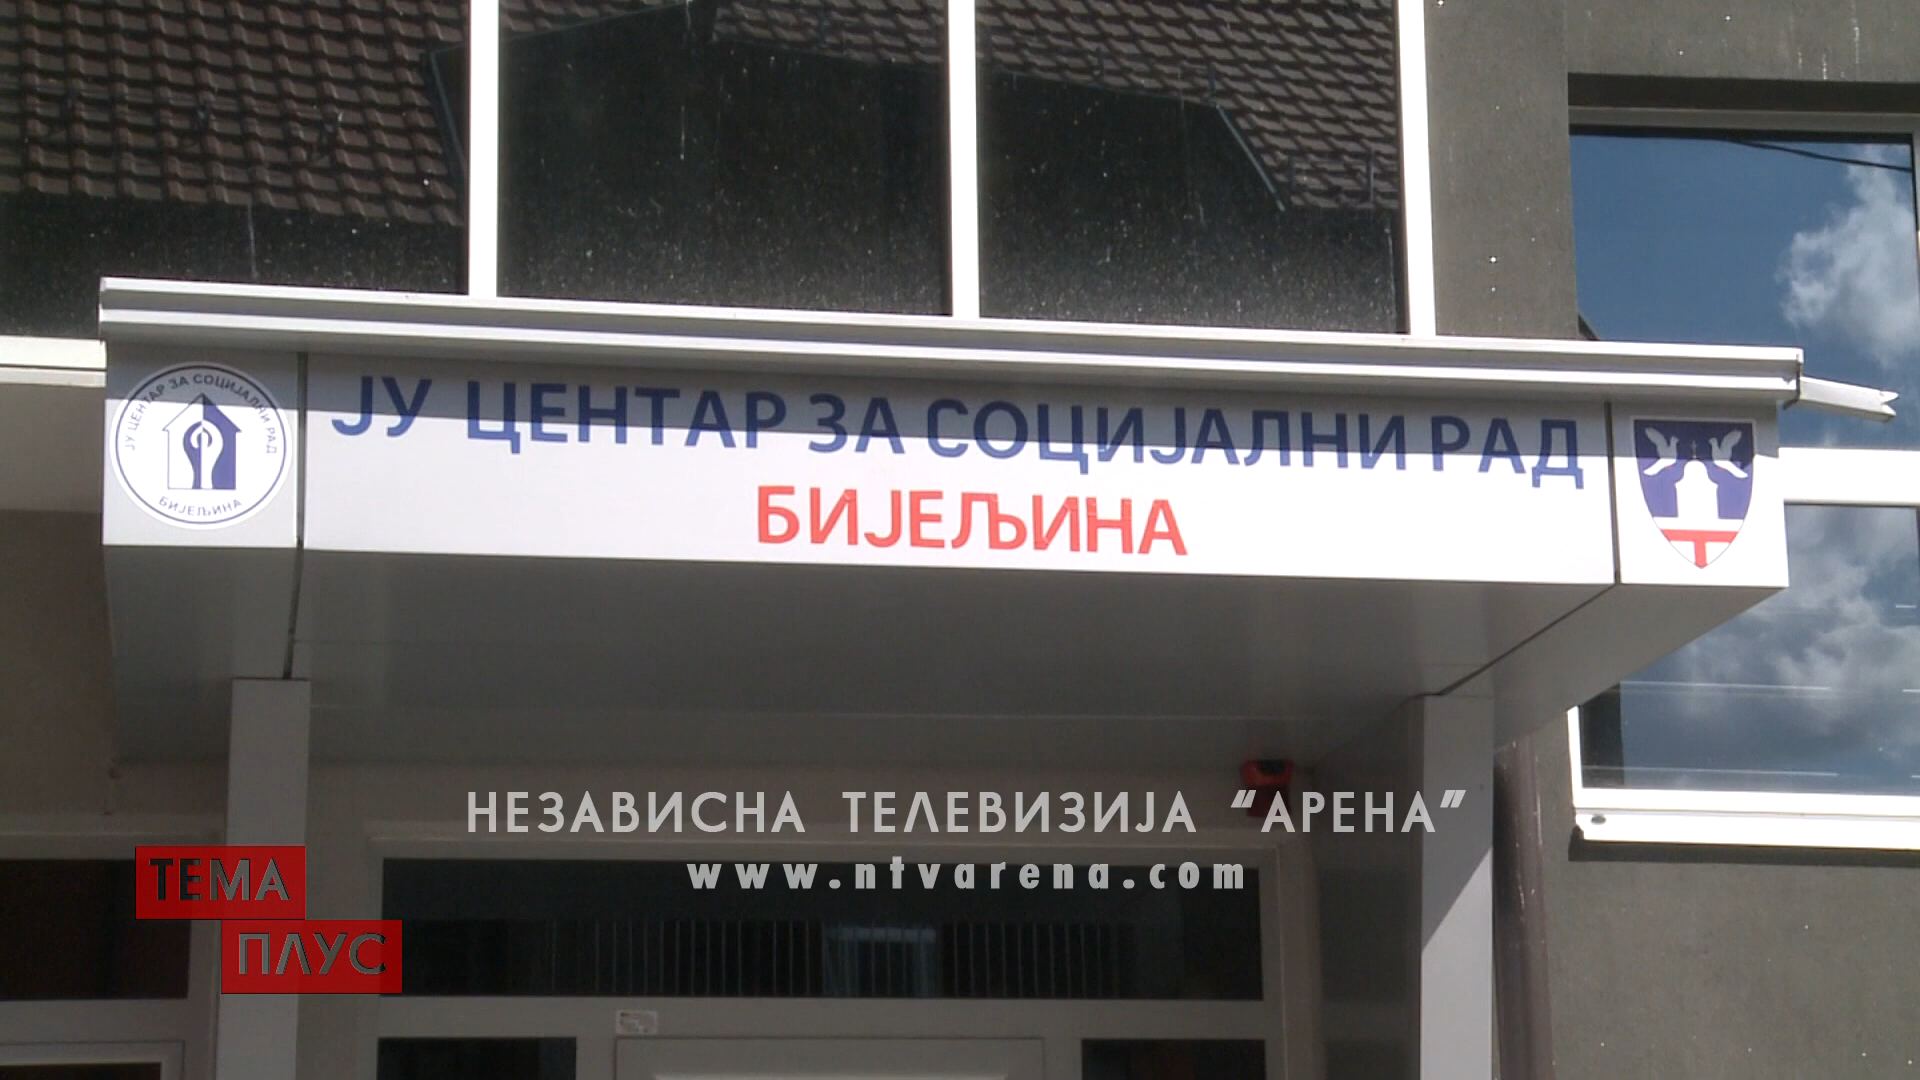 ЈУ ЦЕНТАР ЗА СОЦИЈАЛНИ РАД
БИЈЕЉИНА
ЈУ ЦЕНТАР ЗА СОЦИЈАЛНИ РАД
БИЈЕЉИНА
НЕЗАВИСНА ТЕЛЕВИЗИЈА “АРЕНА”
www.ntvarena.com
ТЕМА
ПЛУС